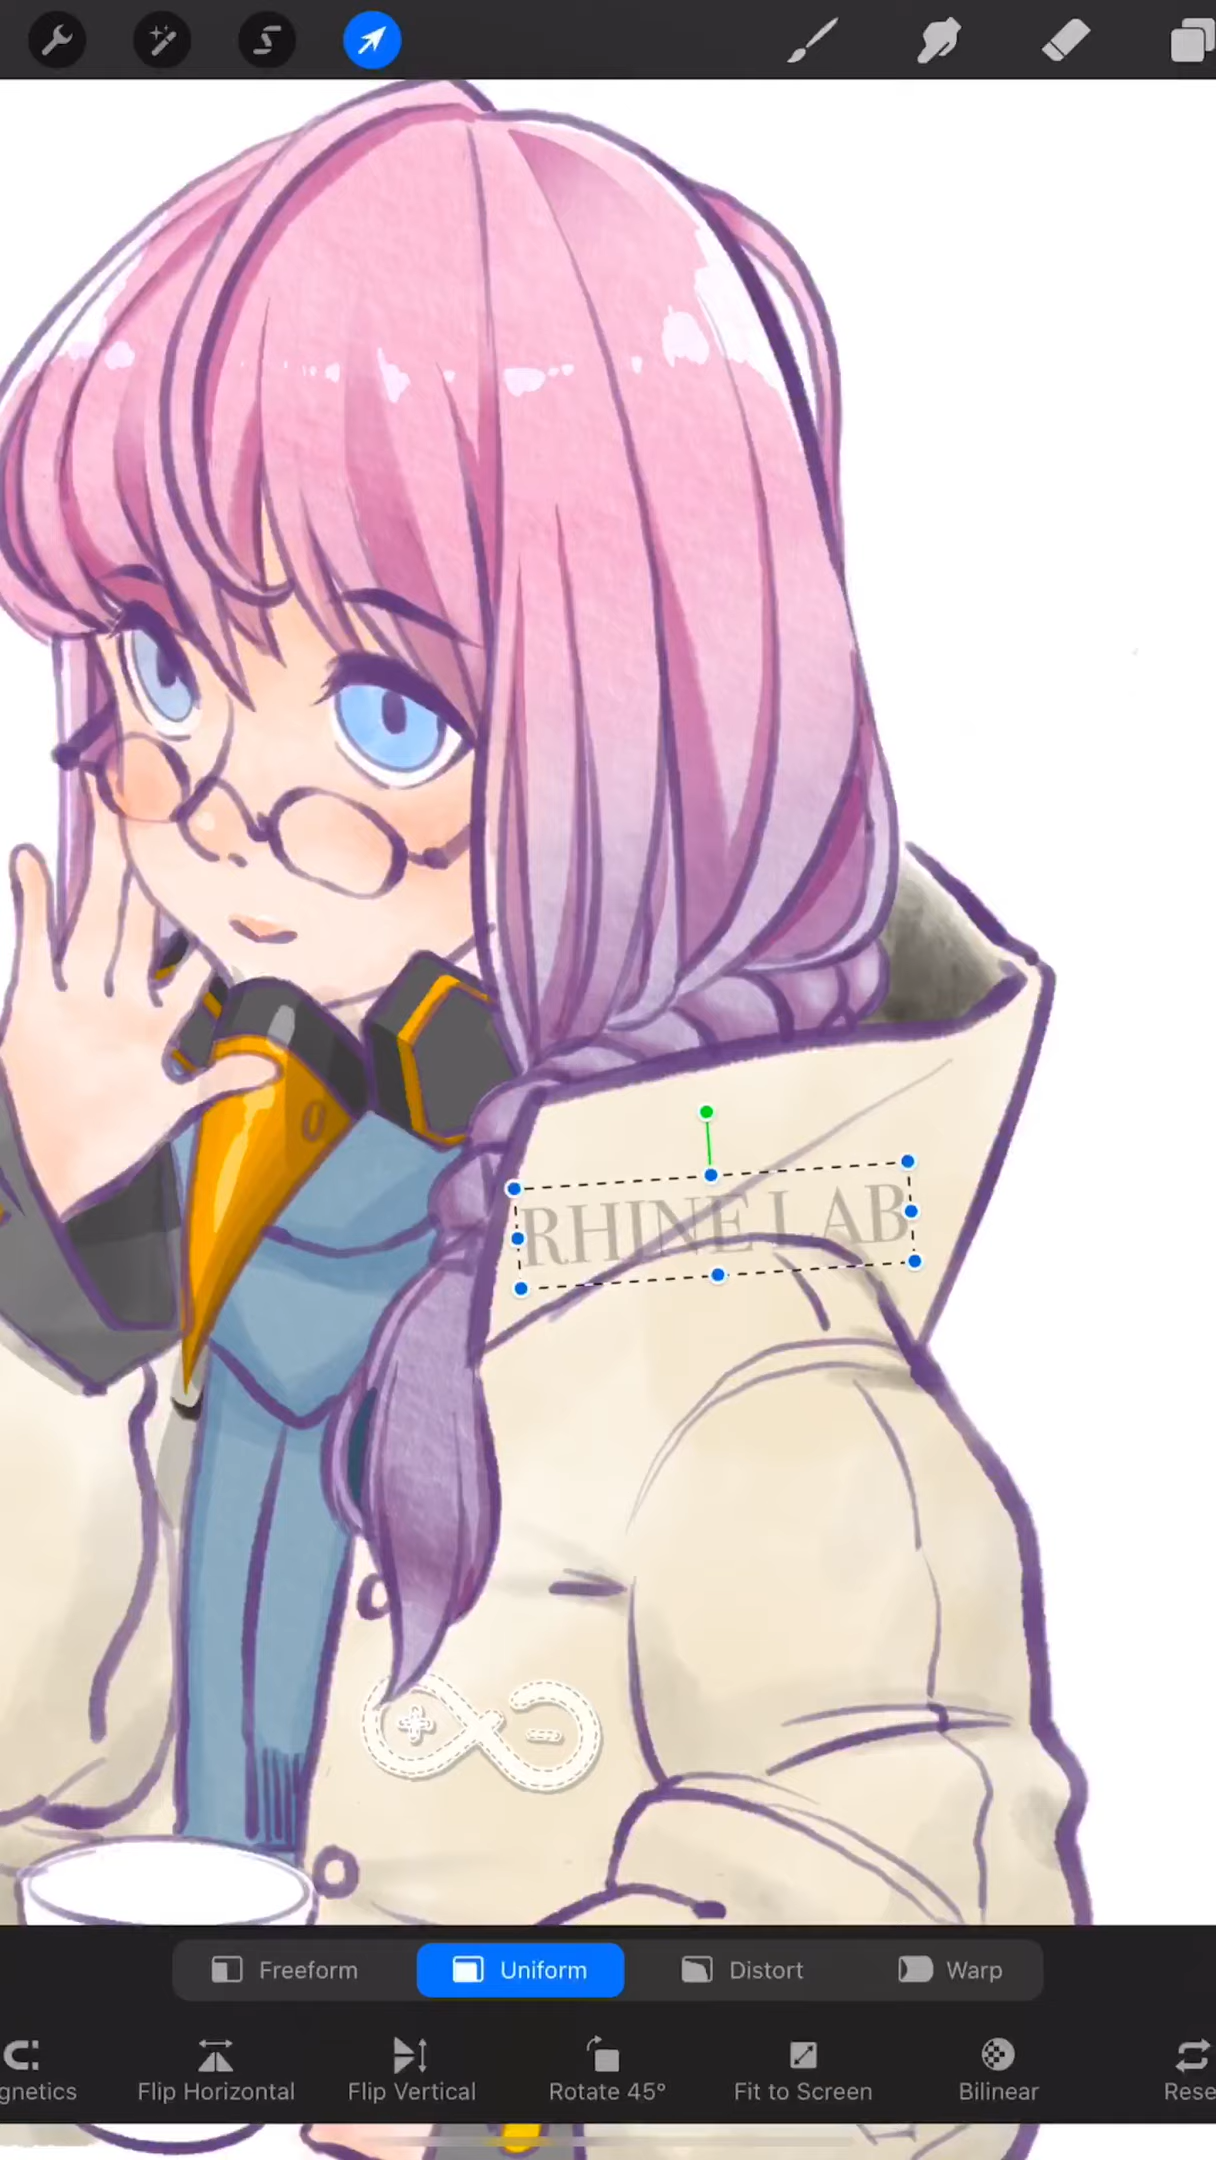 RHINE LAB
Freeform Uniform Distort Warp
gnetics Flip Horizontal Flip Vertical Rotate 45° Fit to Screen Bilinear Rese